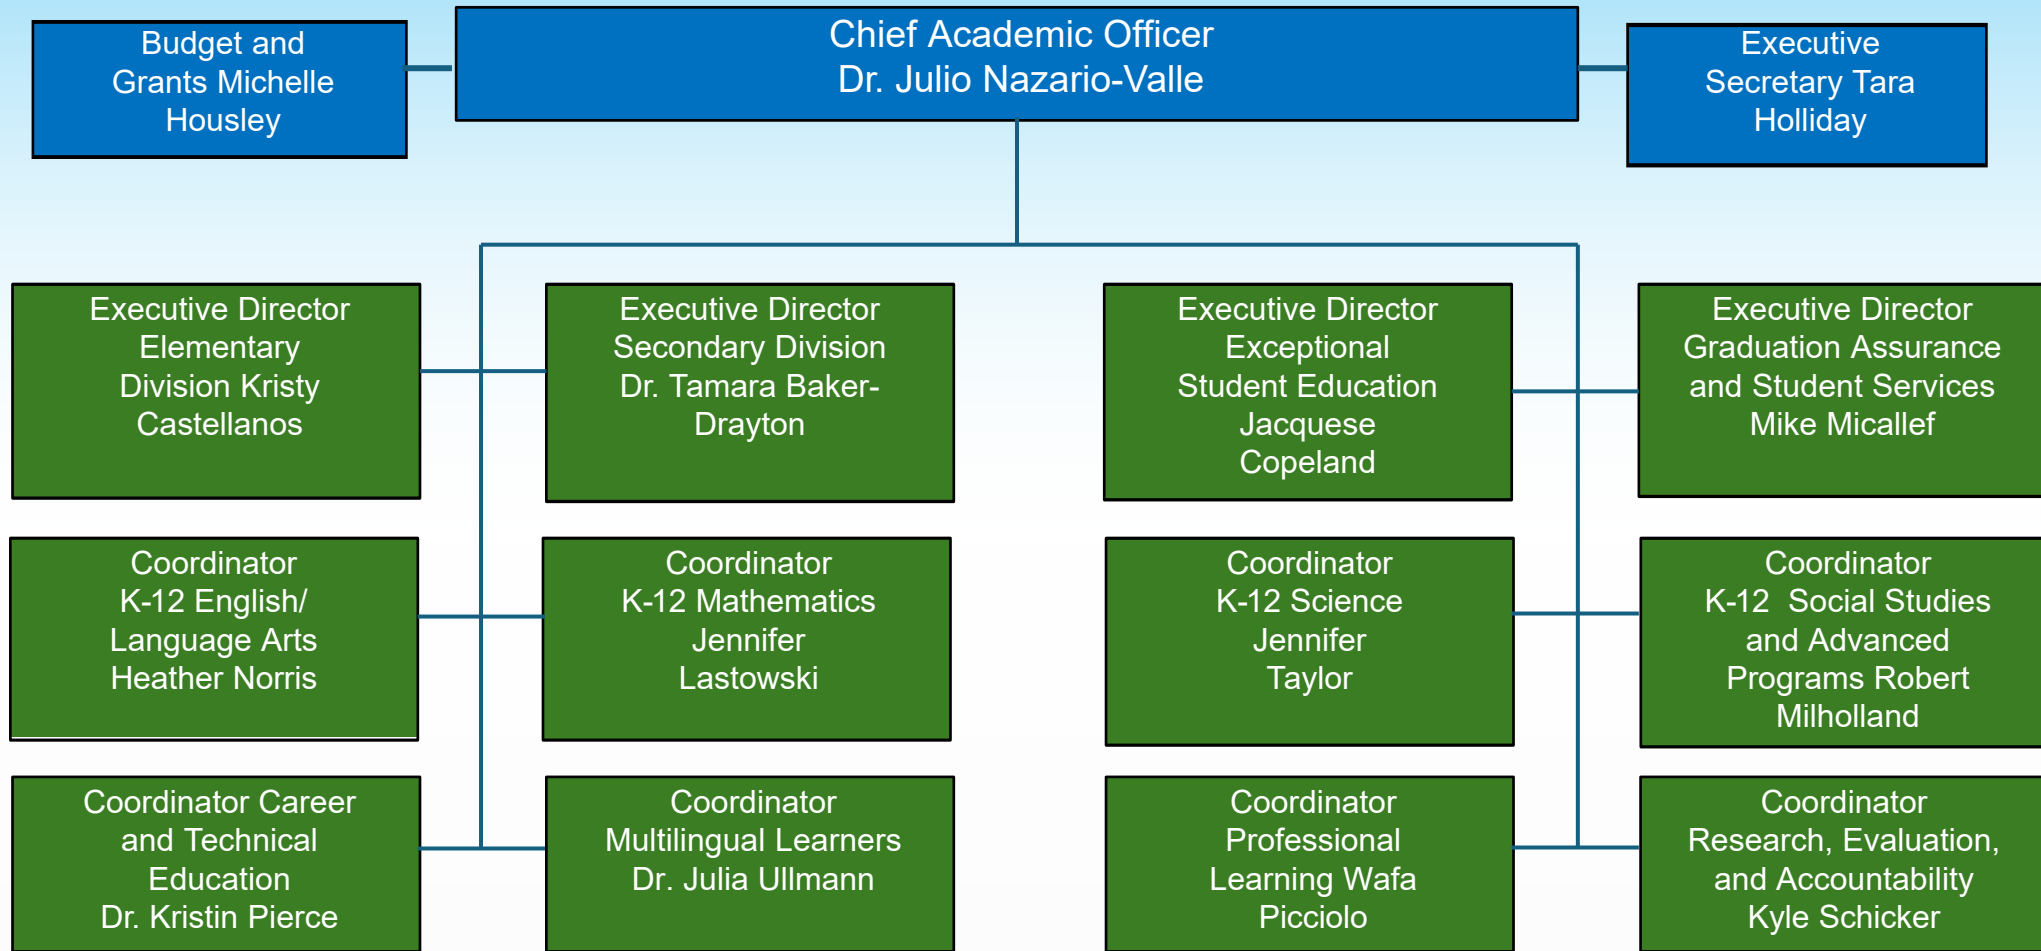 Budget and
Grants Michelle
Housley
Chief Academic Officer
Dr. Julio Nazario-Valle
Executive
Secretary Tara
Holliday
Executive Director
Elementary
Division Kristy
Castellanos
Executive Director
Secondary Division
Dr. Tamara Baker-
Drayton
Executive Director
Exceptional
Student Education
Jacquese
Copeland
Executive Director
Graduation Assurance
and Student Services
Mike Micallef
Coordinator
K-12 English/
Language Arts
Heather Norris
Coordinator
K-12 Mathematics
Jennifer
Lastowski
Coordinator
K-12 Science
Jennifer
Taylor
Coordinator
K-12  Social Studies
and Advanced
Programs Robert
Milholland
Coordinator Career
and Technical
Education
Dr. Kristin Pierce
Coordinator
Multilingual Learners
Dr. Julia Ullmann
Coordinator
Professional
Learning Wafa
Picciolo
Coordinator
Research, Evaluation,
and Accountability
Kyle Schicker